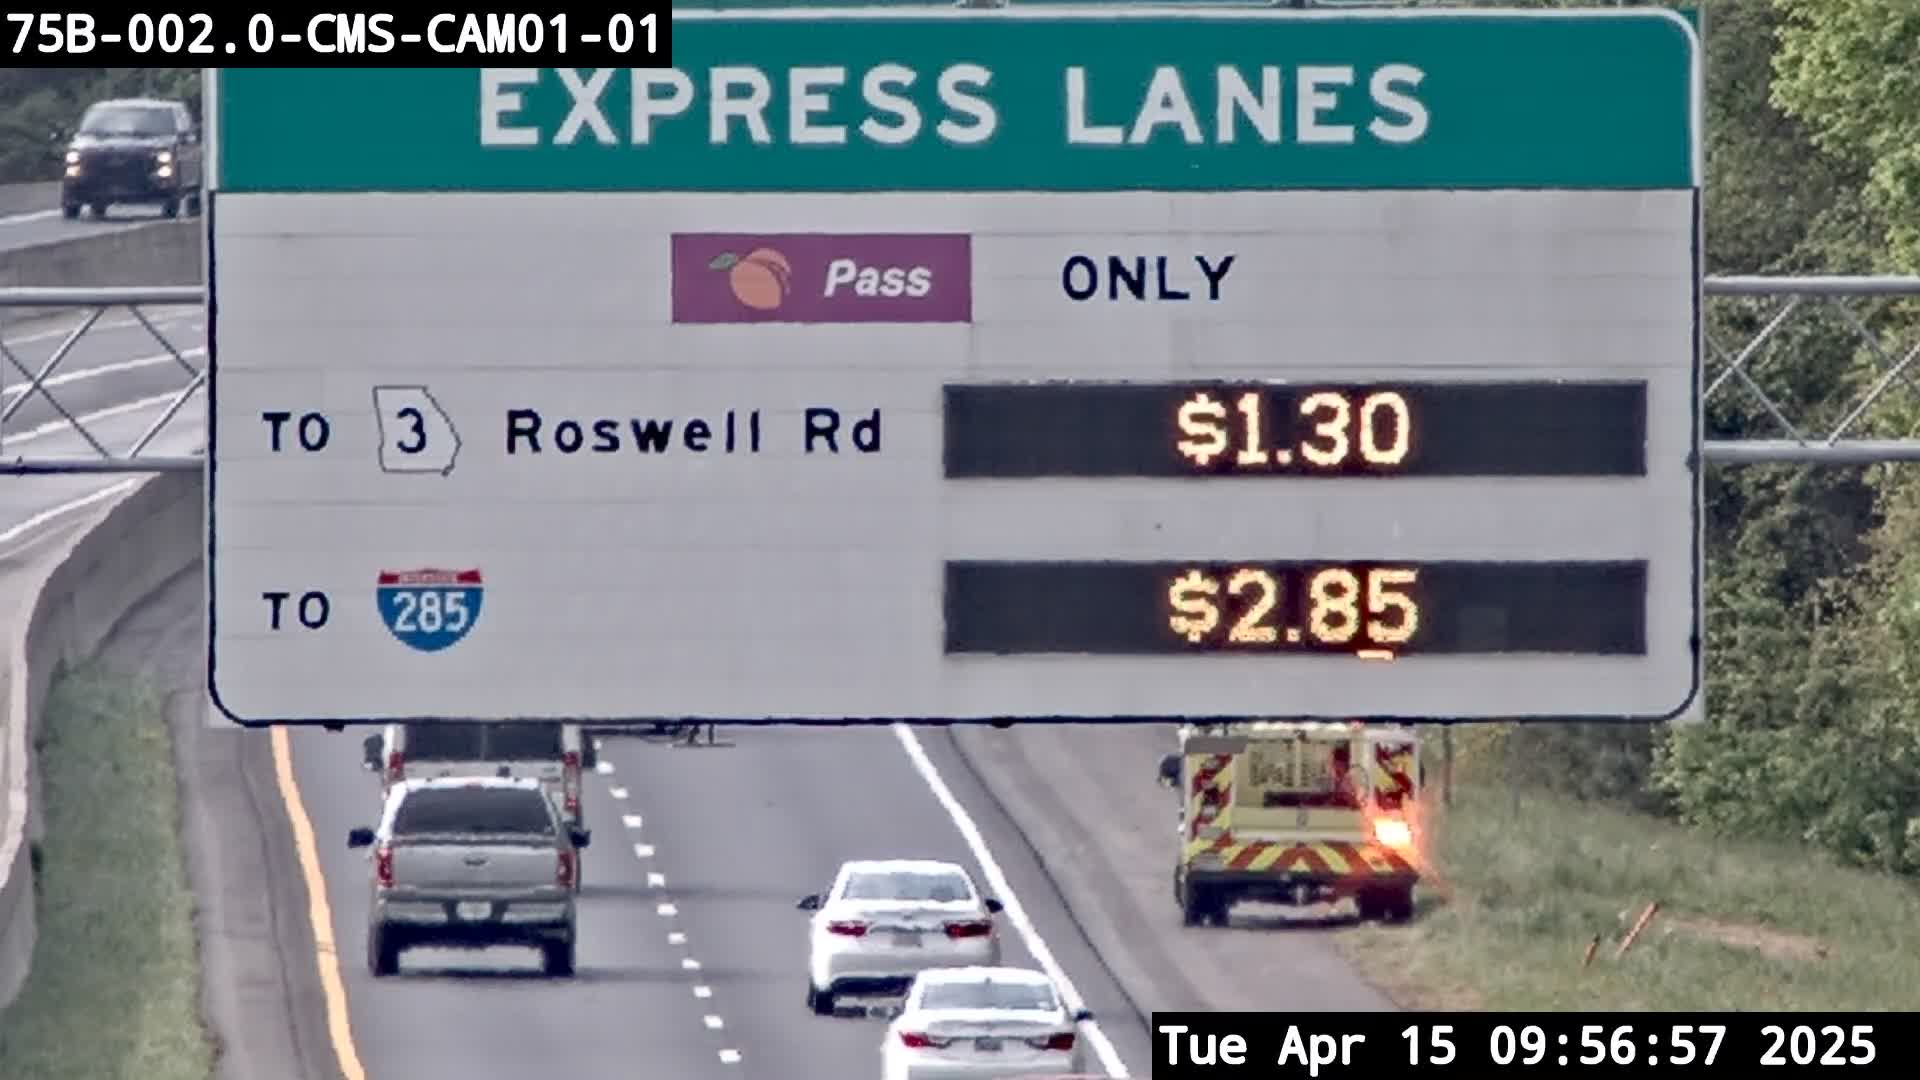 75B-002.0-CMS-CAM01-01
EXPRESS LANES
Pass ONLY
TO 3 Roswell Rd $1.30
TO 285 $2.85
Tue Apr 15 09:56:57 2025